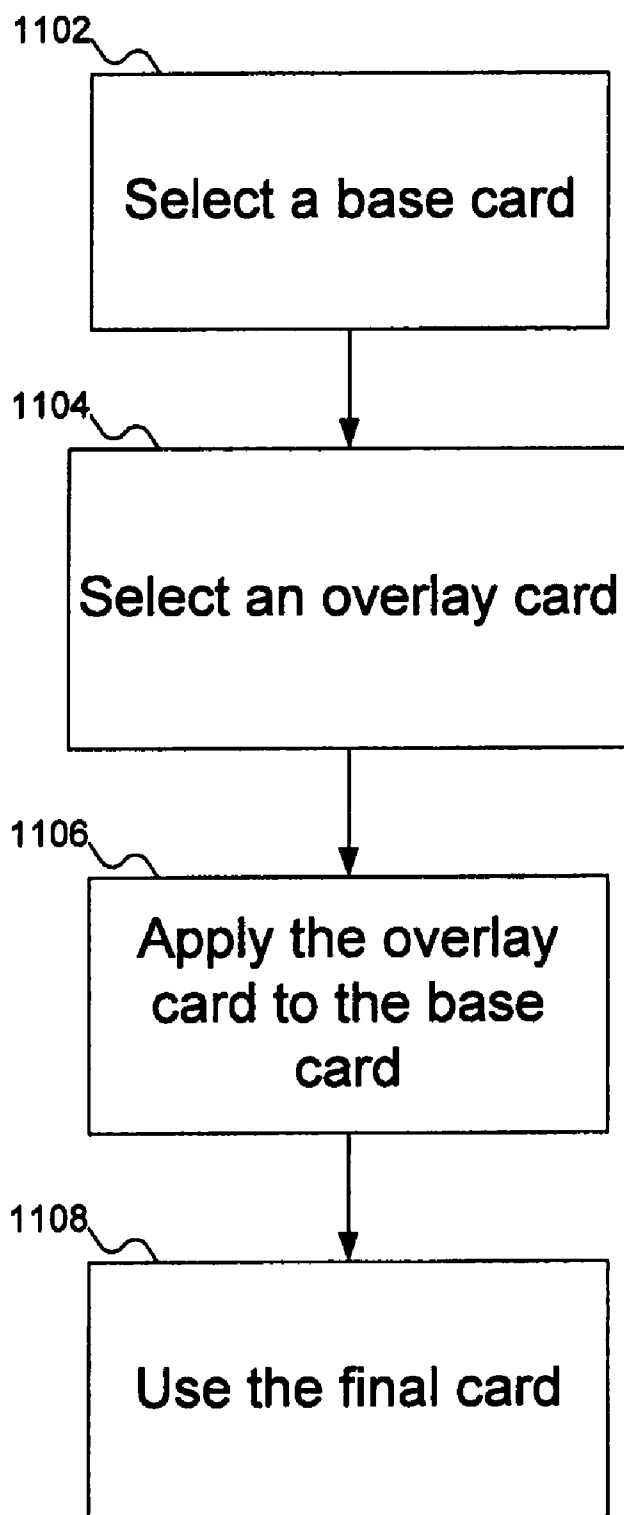 1102
Select a base card
1104
Select an overlay card
1106
Apply the overlay
card to the base
card
1108
Use the final card